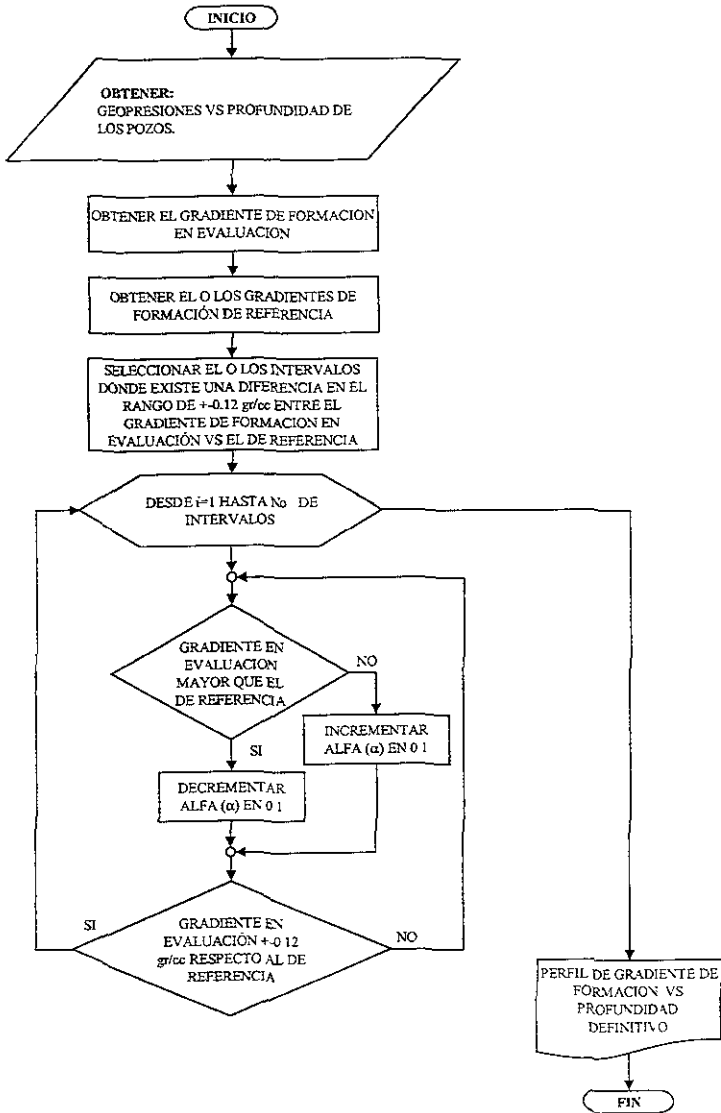 INICIO
OBTENER:
GEOPRESIONES VS PROFUNDIDAD DE
LOS POZOS.
OBTENER EL GRADIENTE DE FORMACION
EN EVALUACION
OBTENER EL O LOS GRADIENTES DE
FORMACIÓN DE REFERENCIA
SELECCIONAR EL O LOS INTERVALOS
DONDE EXISTE UNA DIFERENCIA EN EL
RANGO DE +-0.12 gr/cc ENTRE EL
GRADIENTE DE FORMACION EN
EVALUACIÓN VS EL DE REFERENCIA
DESDE i=1 HASTA No DE
INTERVALOS
GRADIENTE EN
EVALUACION
MAYOR QUE EL
DE REFERENCIA
NO
INCREMENTAR
ALFA (α) EN 0 1
SI
DECREMENTAR
ALFA (α) EN 0 1
SI
GRADIENTE EN
EVALUACIÓN +-0 12
gr/cc RESPECTO AL DE
REFERENCIA
NO
PERFIL DE GRADIENTE DE
FORMACION VS
PROFUNDIDAD
DEFINITIVO
FIN